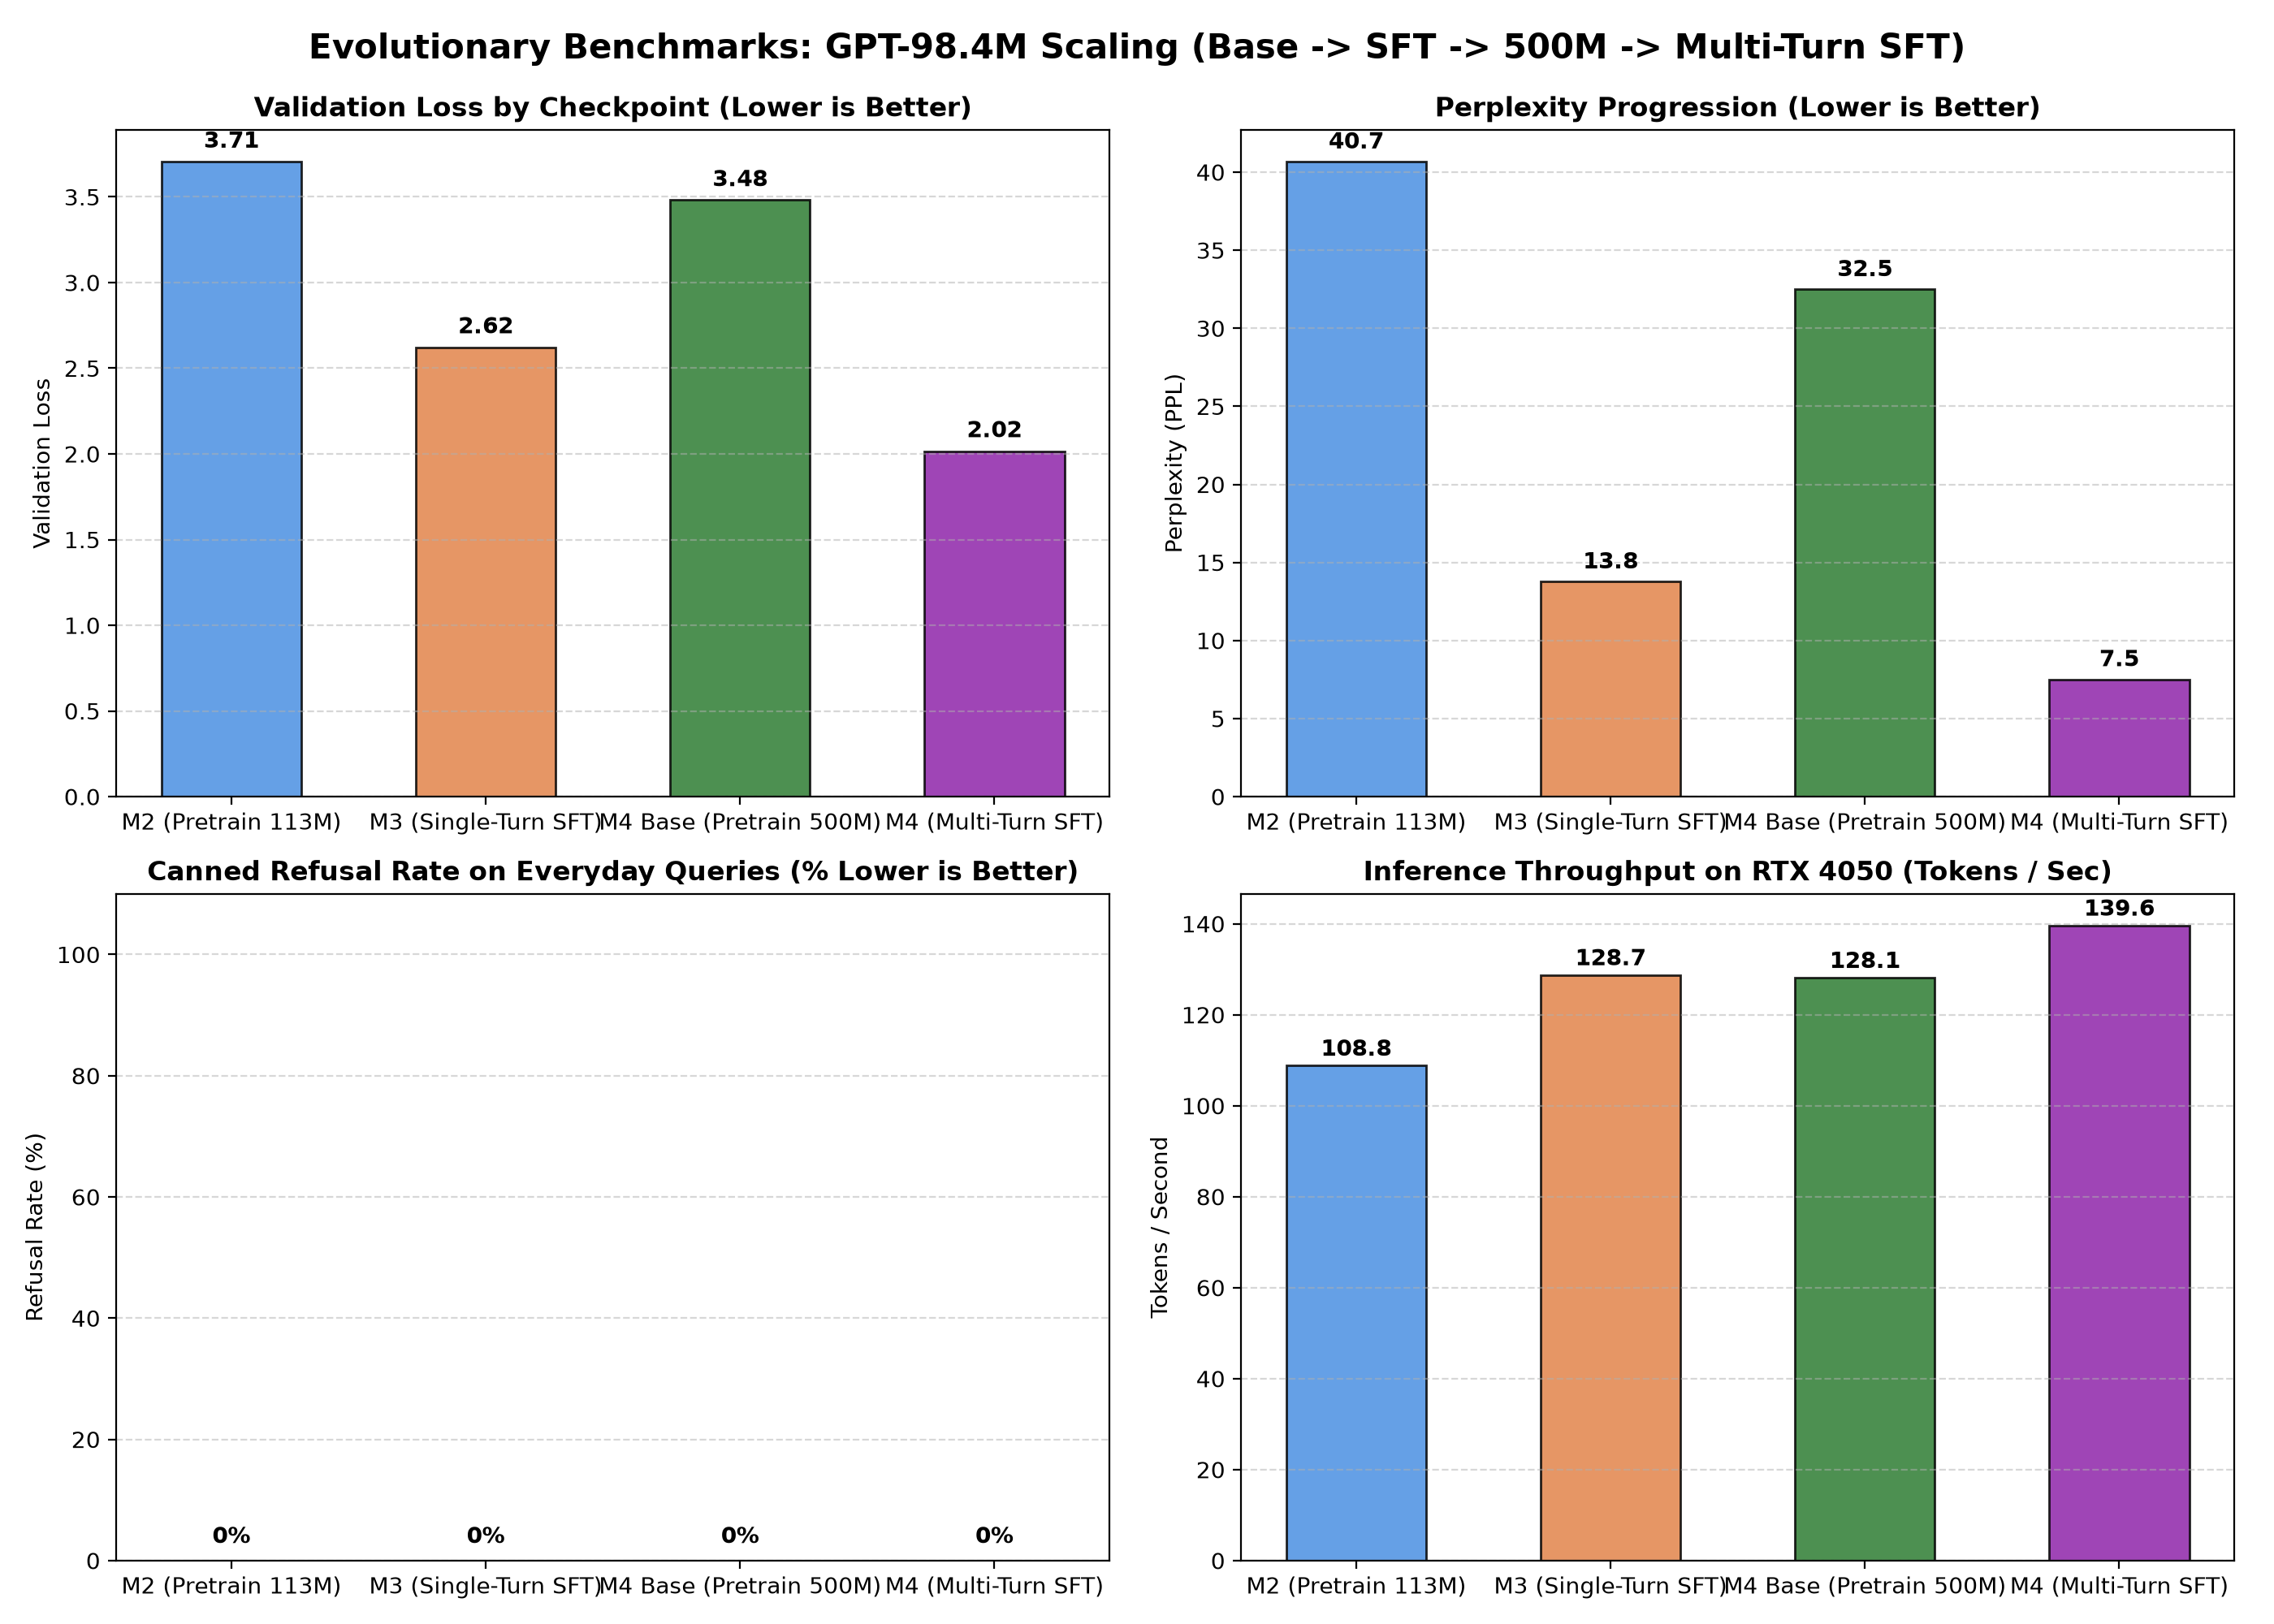 Evolutionary Benchmarks: GPT-98.4M Scaling (Base -> SFT -> 500M -> Multi-Turn SFT)
Validation Loss by Checkpoint (Lower is Better)
3.71
2.62
3.48
2.02
Validation Loss
3.5
3.0
2.5
2.0
1.5
1.0
0.5
0.0
M2 (Pretrain 113M)
M3 (Single-Turn SFT)
M4 Base (Pretrain 500M)
M4 (Multi-Turn SFT)
Perplexity Progression (Lower is Better)
40.7
13.8
32.5
7.5
Perplexity (PPL)
40
35
30
25
20
15
10
5
0
M2 (Pretrain 113M)
M3 (Single-Turn SFT)
M4 Base (Pretrain 500M)
M4 (Multi-Turn SFT)
Canned Refusal Rate on Everyday Queries (% Lower is Better)
Refusal Rate (%)
100
80
60
40
20
0
0%
0%
0%
0%
M2 (Pretrain 113M)
M3 (Single-Turn SFT)
M4 Base (Pretrain 500M)
M4 (Multi-Turn SFT)
Inference Throughput on RTX 4050 (Tokens / Sec)
108.8
128.7
128.1
139.6
Tokens / Second
140
120
100
80
60
40
20
0
M2 (Pretrain 113M)
M3 (Single-Turn SFT)
M4 Base (Pretrain 500M)
M4 (Multi-Turn SFT)